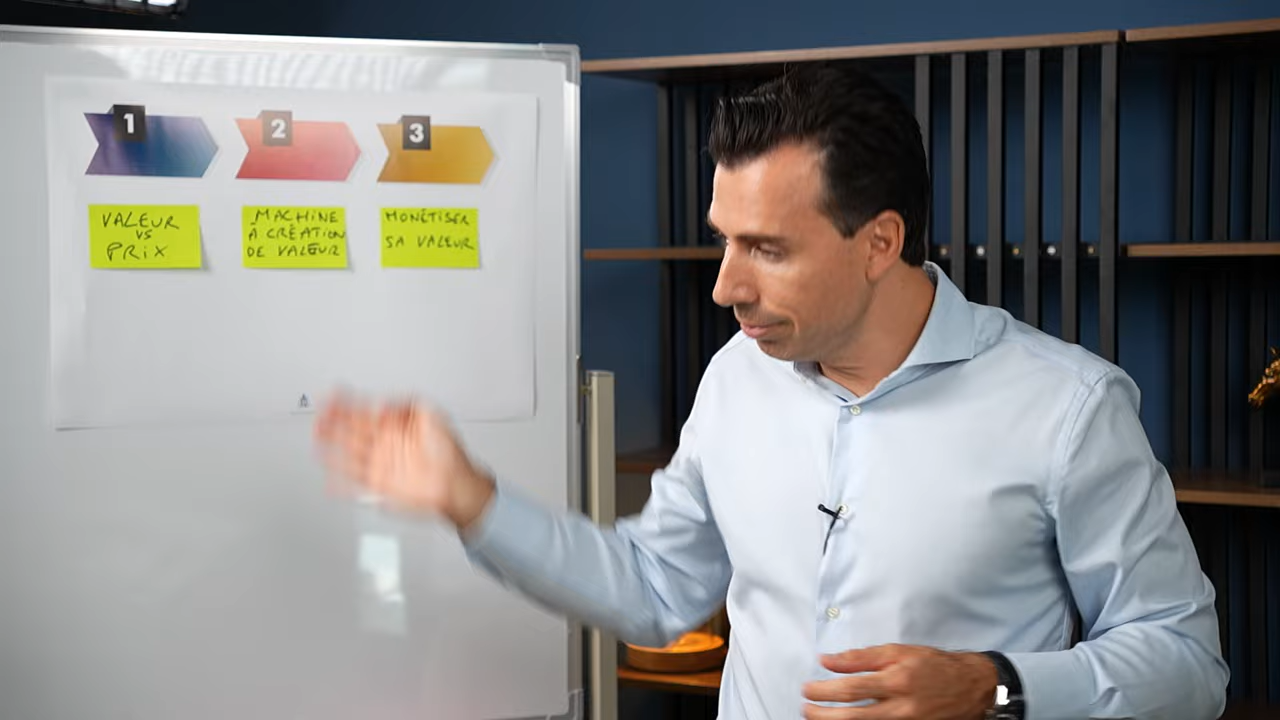 1
2
3
VALEUR
VS
PRIX
MACHINE
À CRÉATION
DE VALEUR
MONÉTISER
SA VALEUR